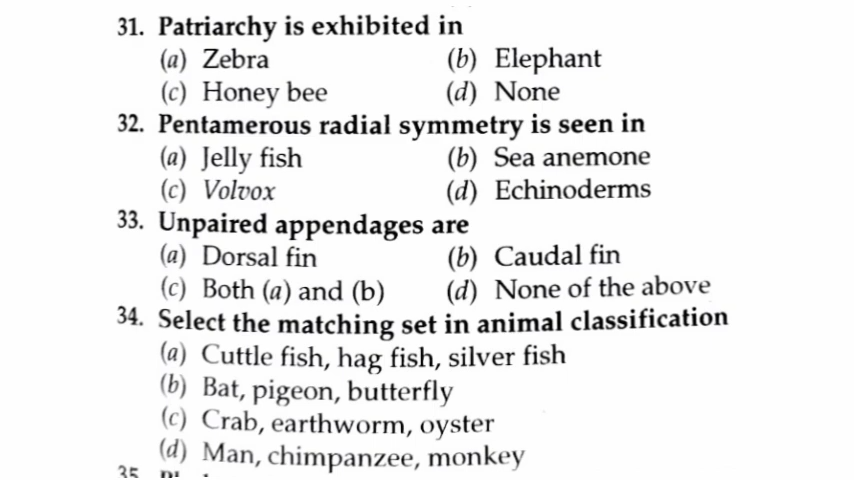 31. Patriarchy is exhibited in
(a) Zebra (b) Elephant
(c) Honey bee (d) None
32. Pentamerous radial symmetry is seen in
(a) Jelly fish (b) Sea anemone
(c) Volvox (d) Echinoderms
33. Unpaired appendages are
(a) Dorsal fin (b) Caudal fin
(c) Both (a) and (b) (d) None of the above
34. Select the matching set in animal classification
(a) Cuttle fish, hag fish, silver fish
(b) Bat, pigeon, butterfly
(c) Crab, earthworm, oyster
(d) Man, chimpanzee, monkey
35.